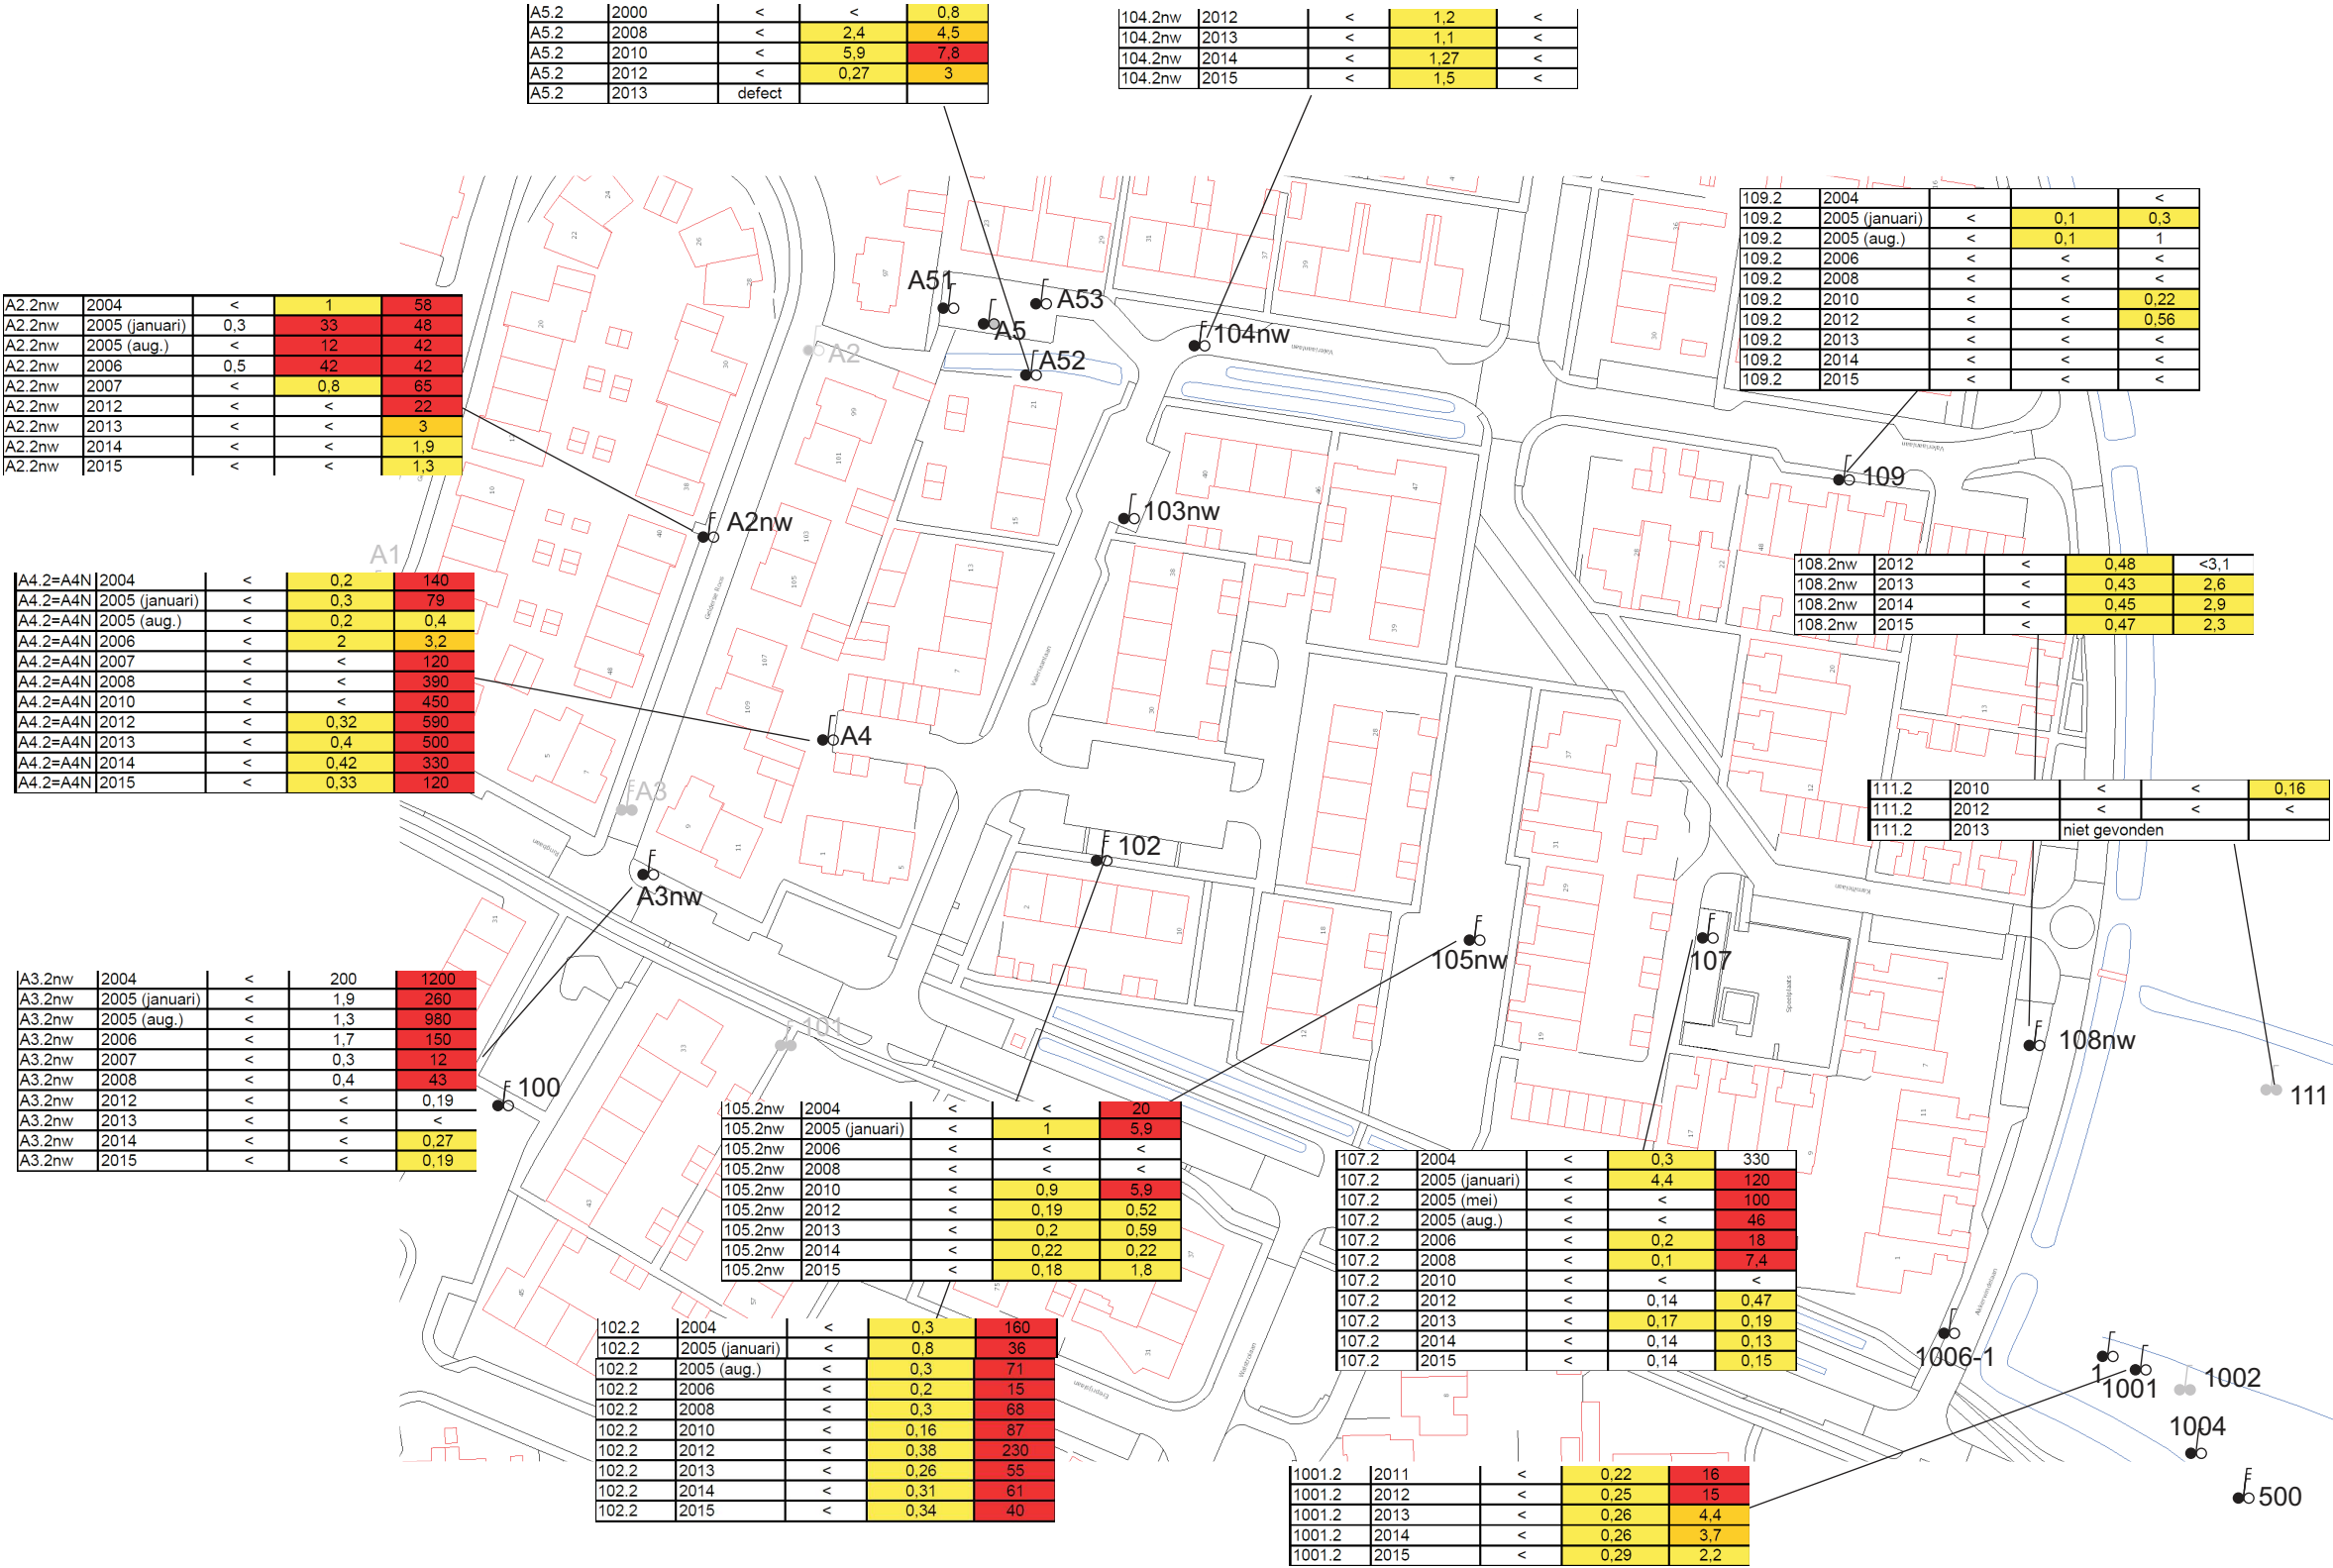 A5.2 2000 < < 0,8
A5.2 2008 < 2,4 4,5
A5.2 2010 < 5,9 7,8
A5.2 2012 < 0,27 3
A5.2 2013 defect
104.2nw 2012 < 1,2 <
104.2nw 2013 < 1,1 <
104.2nw 2014 < 1,27 <
104.2nw 2015 < 1,5 <
109.2 2004 <
109.2 2005 (januari) < 0,1 0,3
109.2 2005 (aug.) < 0,1 1
109.2 2006 < < <
109.2 2008 < < <
109.2 2010 < < 0,22
109.2 2012 < < 0,56
109.2 2013 < < <
109.2 2014 < < <
109.2 2015 < < <
A2.2nw 2004 < 1 58
A2.2nw 2005 (januari) 0,3 33 48
A2.2nw 2005 (aug.) < 12 42
A2.2nw 2006 0,5 42 42
A2.2nw 2007 < 0,8 65
A2.2nw 2012 < < 22
A2.2nw 2013 < < 3
A2.2nw 2014 < < 1,9
A2.2nw 2015 < < 1,3
A51
A53
A5
A52
A2
104nw
Valeriaanlaan
109
Valeriaanlaan
A2nw
103nw
A1
Gelderse Roos
Valeriaanlaan
108.2nw 2012 < 0,48 <3,1
108.2nw 2013 < 0,43 2,6
108.2nw 2014 < 0,45 2,9
108.2nw 2015 < 0,47 2,3
A4.2=A4N 2004 < 0,2 140
A4.2=A4N 2005 (januari) < 0,3 79
A4.2=A4N 2005 (aug.) < 0,2 0,4
A4.2=A4N 2006 < 2 3,2
A4.2=A4N 2007 < < 120
A4.2=A4N 2008 < < 390
A4.2=A4N 2010 < < 450
A4.2=A4N 2012 < 0,32 590
A4.2=A4N 2013 < 0,4 500
A4.2=A4N 2014 < 0,42 330
A4.2=A4N 2015 < 0,33 120
A4
A3
111.2 2010 < < 0,16
111.2 2012 < < <
111.2 2013 niet gevonden
Ringlaan
102
A3nw
Kamillelaan
105nw
107
Speelplaats
A3.2nw 2004 < 200 1200
A3.2nw 2005 (januari) < 1,9 260
A3.2nw 2005 (aug.) < 1,3 980
A3.2nw 2006 < 1,7 150
A3.2nw 2007 < 0,3 12
A3.2nw 2008 < 0,4 43
A3.2nw 2012 < < 0,19
A3.2nw 2013 < < <
A3.2nw 2014 < < 0,27
A3.2nw 2015 < < 0,19
101
100
108nw
111
105.2nw 2004 < < 20
105.2nw 2005 (januari) < 1 5,9
105.2nw 2006 < < <
105.2nw 2008 < < <
105.2nw 2010 < 0,9 5,9
105.2nw 2012 < 0,19 0,52
105.2nw 2013 < 0,2 0,59
105.2nw 2014 < 0,22 0,22
105.2nw 2015 < 0,18 1,8
107.2 2004 < 0,3 330
107.2 2005 (januari) < 4,4 120
107.2 2005 (mei) < < 100
107.2 2005 (aug.) < < 46
107.2 2006 < 0,2 18
107.2 2008 < 0,1 7,4
107.2 2010 < < <
107.2 2012 < 0,14 0,47
107.2 2013 < 0,17 0,19
107.2 2014 < 0,14 0,13
107.2 2015 < 0,14 0,15
102.2 2004 < 0,3 160
102.2 2005 (januari) < 0,8 36
102.2 2005 (aug.) < 0,3 71
102.2 2006 < 0,2 15
102.2 2008 < 0,3 68
102.2 2010 < 0,16 87
102.2 2012 < 0,38 230
102.2 2013 < 0,26 55
102.2 2014 < 0,31 61
102.2 2015 < 0,34 40
Akkerwindelaan
1006-1
1
1001
1002
1004
500
1001.2 2011 < 0,22 16
1001.2 2012 < 0,25 15
1001.2 2013 < 0,26 4,4
1001.2 2014 < 0,26 3,7
1001.2 2015 < 0,29 2,2